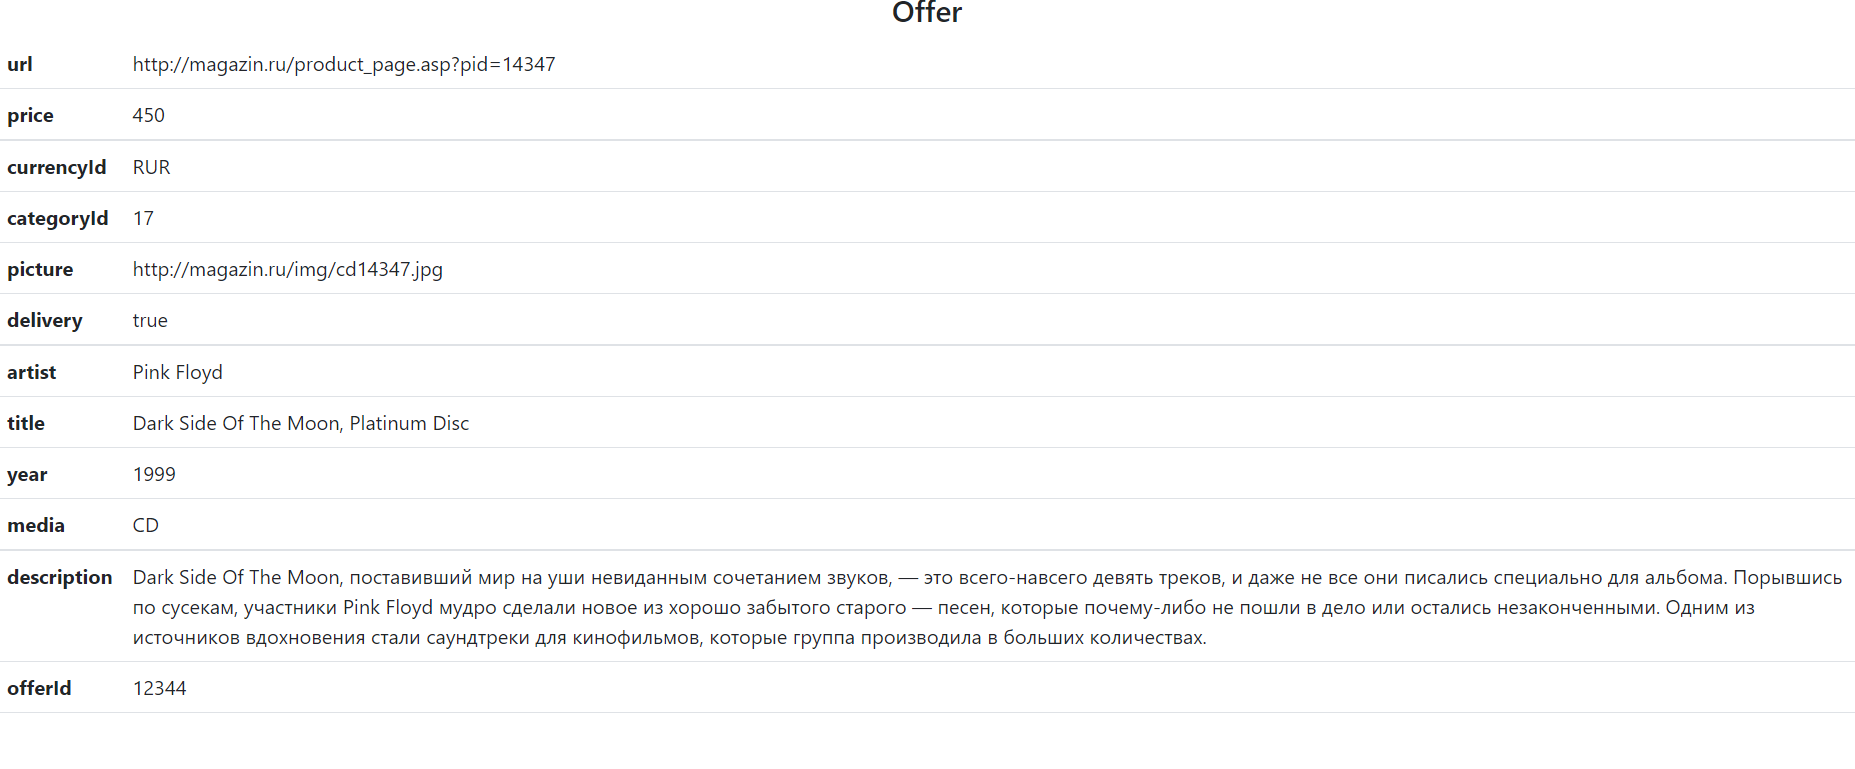 Offer
url http://magazin.ru/product_page.asp?pid=14347
price 450
currencyId RUR
categoryId 17
picture http://magazin.ru/img/cd14347.jpg
delivery true
artist Pink Floyd
title Dark Side Of The Moon, Platinum Disc
year 1999
media CD
description Dark Side Of The Moon, поставивший мир на уши невиданным сочетанием звуков, — это всего-навсего девять треков, и даже не все они писались специально для альбома. Порывшись
по сусекам, участники Pink Floyd мудро сделали новое из хорошо забытого старого — песен, которые почему-либо не пошли в дело или остались незаконченными. Одним из
источников вдохновения стали саундтреки для кинофильмов, которые группа производила в больших количествах.
offerId 12344